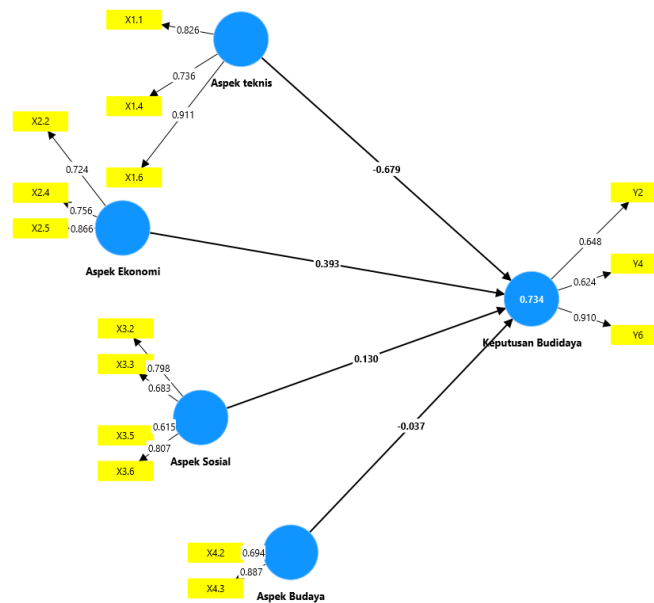 X1.1
0.826
Aspek teknis
0.736
X1.4
0.911
X1.6
X2.2
0.724
X2.4
0.756
X2.5
0.866
Aspek Ekonomi
-0.679
0.393
Y2
0.648
Y4
0.624
0.734
0.910
Y6
Keputusan Budidaya
X3.2
X3.3
0.798
0.683
0.130
X3.5
0.615
0.807
X3.6
Aspek Sosial
-0.037
X4.2
0.694
0.887
X4.3
Aspek Budaya